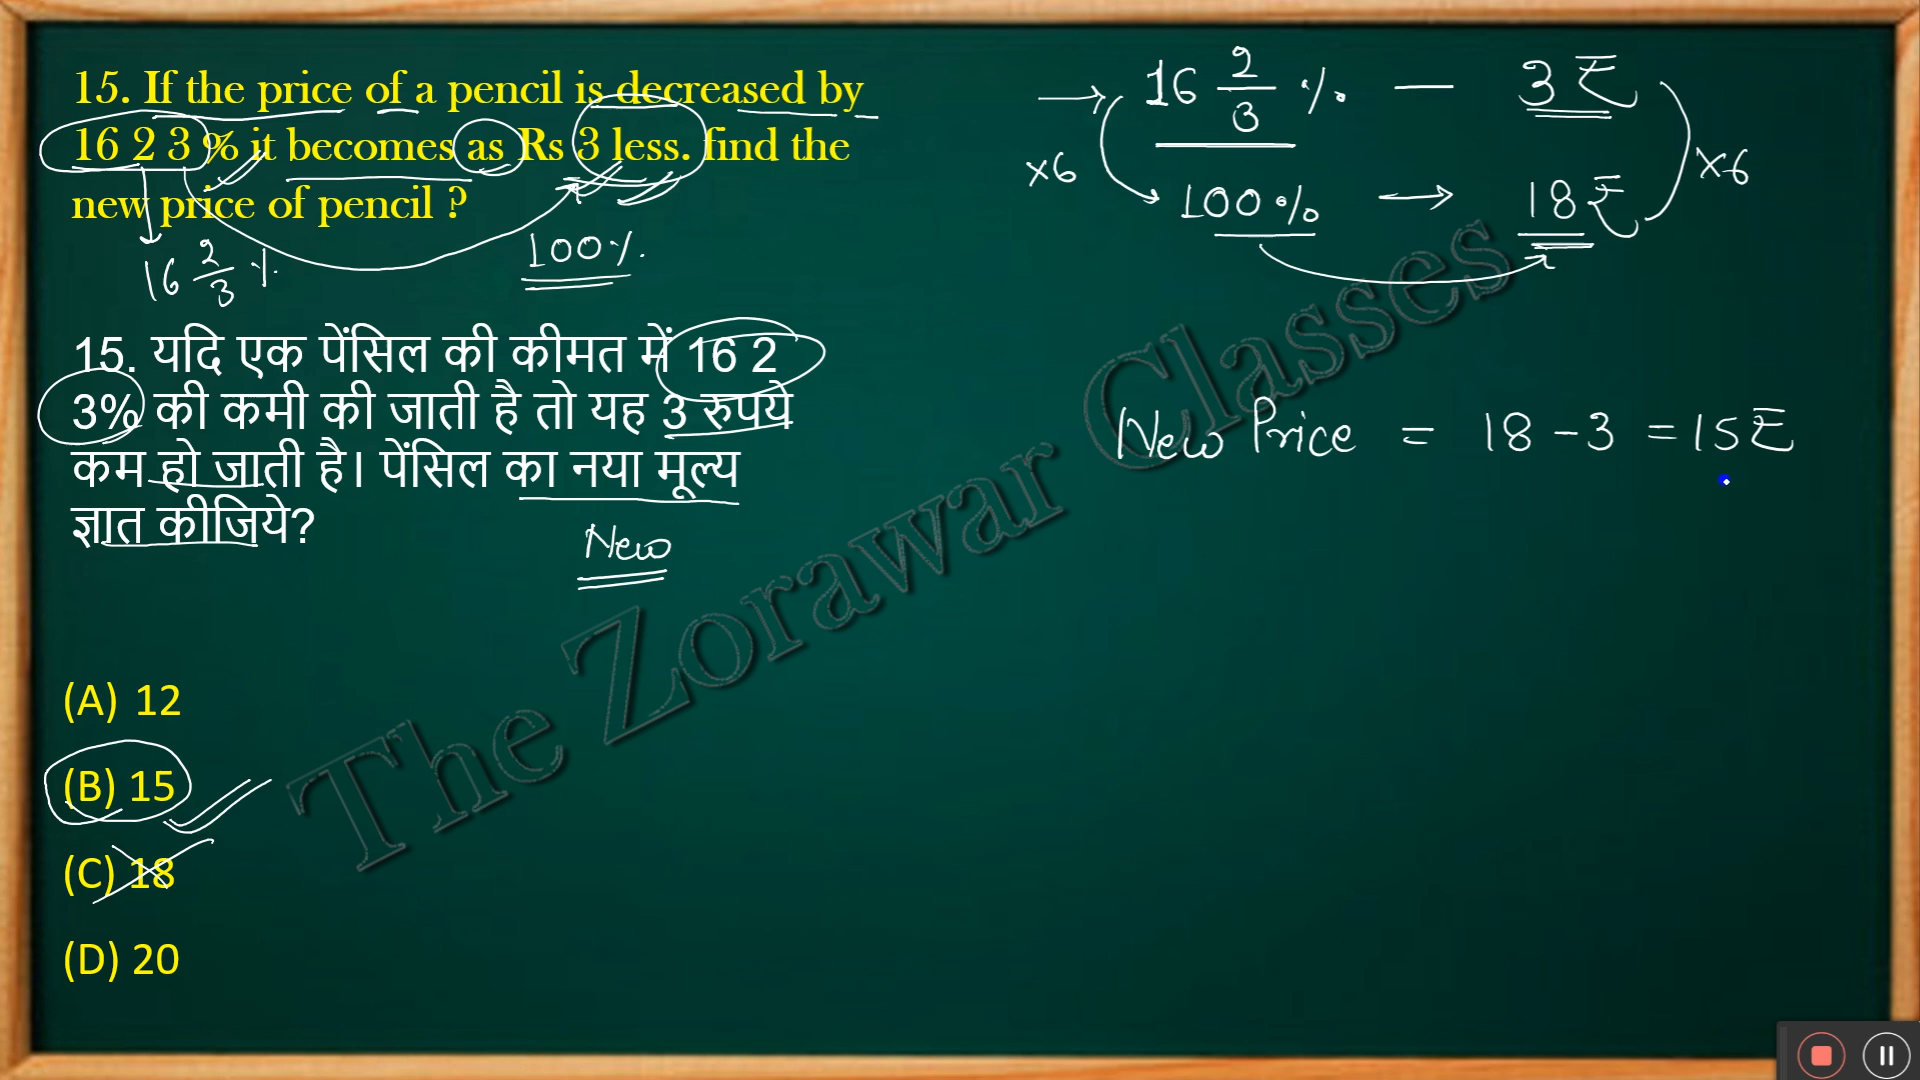 15. If the price of a pencil is decreased by
16 2 3 % it becomes as Rs 3 less. find the
new price of pencil ?
16 2/3 %
100%
15. यदि एक पेंसिल की कीमत में 16 2
3% की कमी की जाती है तो यह 3 रुपये
कम हो जाती है। पेंसिल का नया मूल्य
ज्ञात कीजिये?
New
(A) 12
(B) 15
(C) 18
(D) 20
→ 16 2/3 % — 3 ₹
×6 ×6
100% → 18 ₹
New Price = 18 - 3 = 15 ₹
The Zorawar Classes